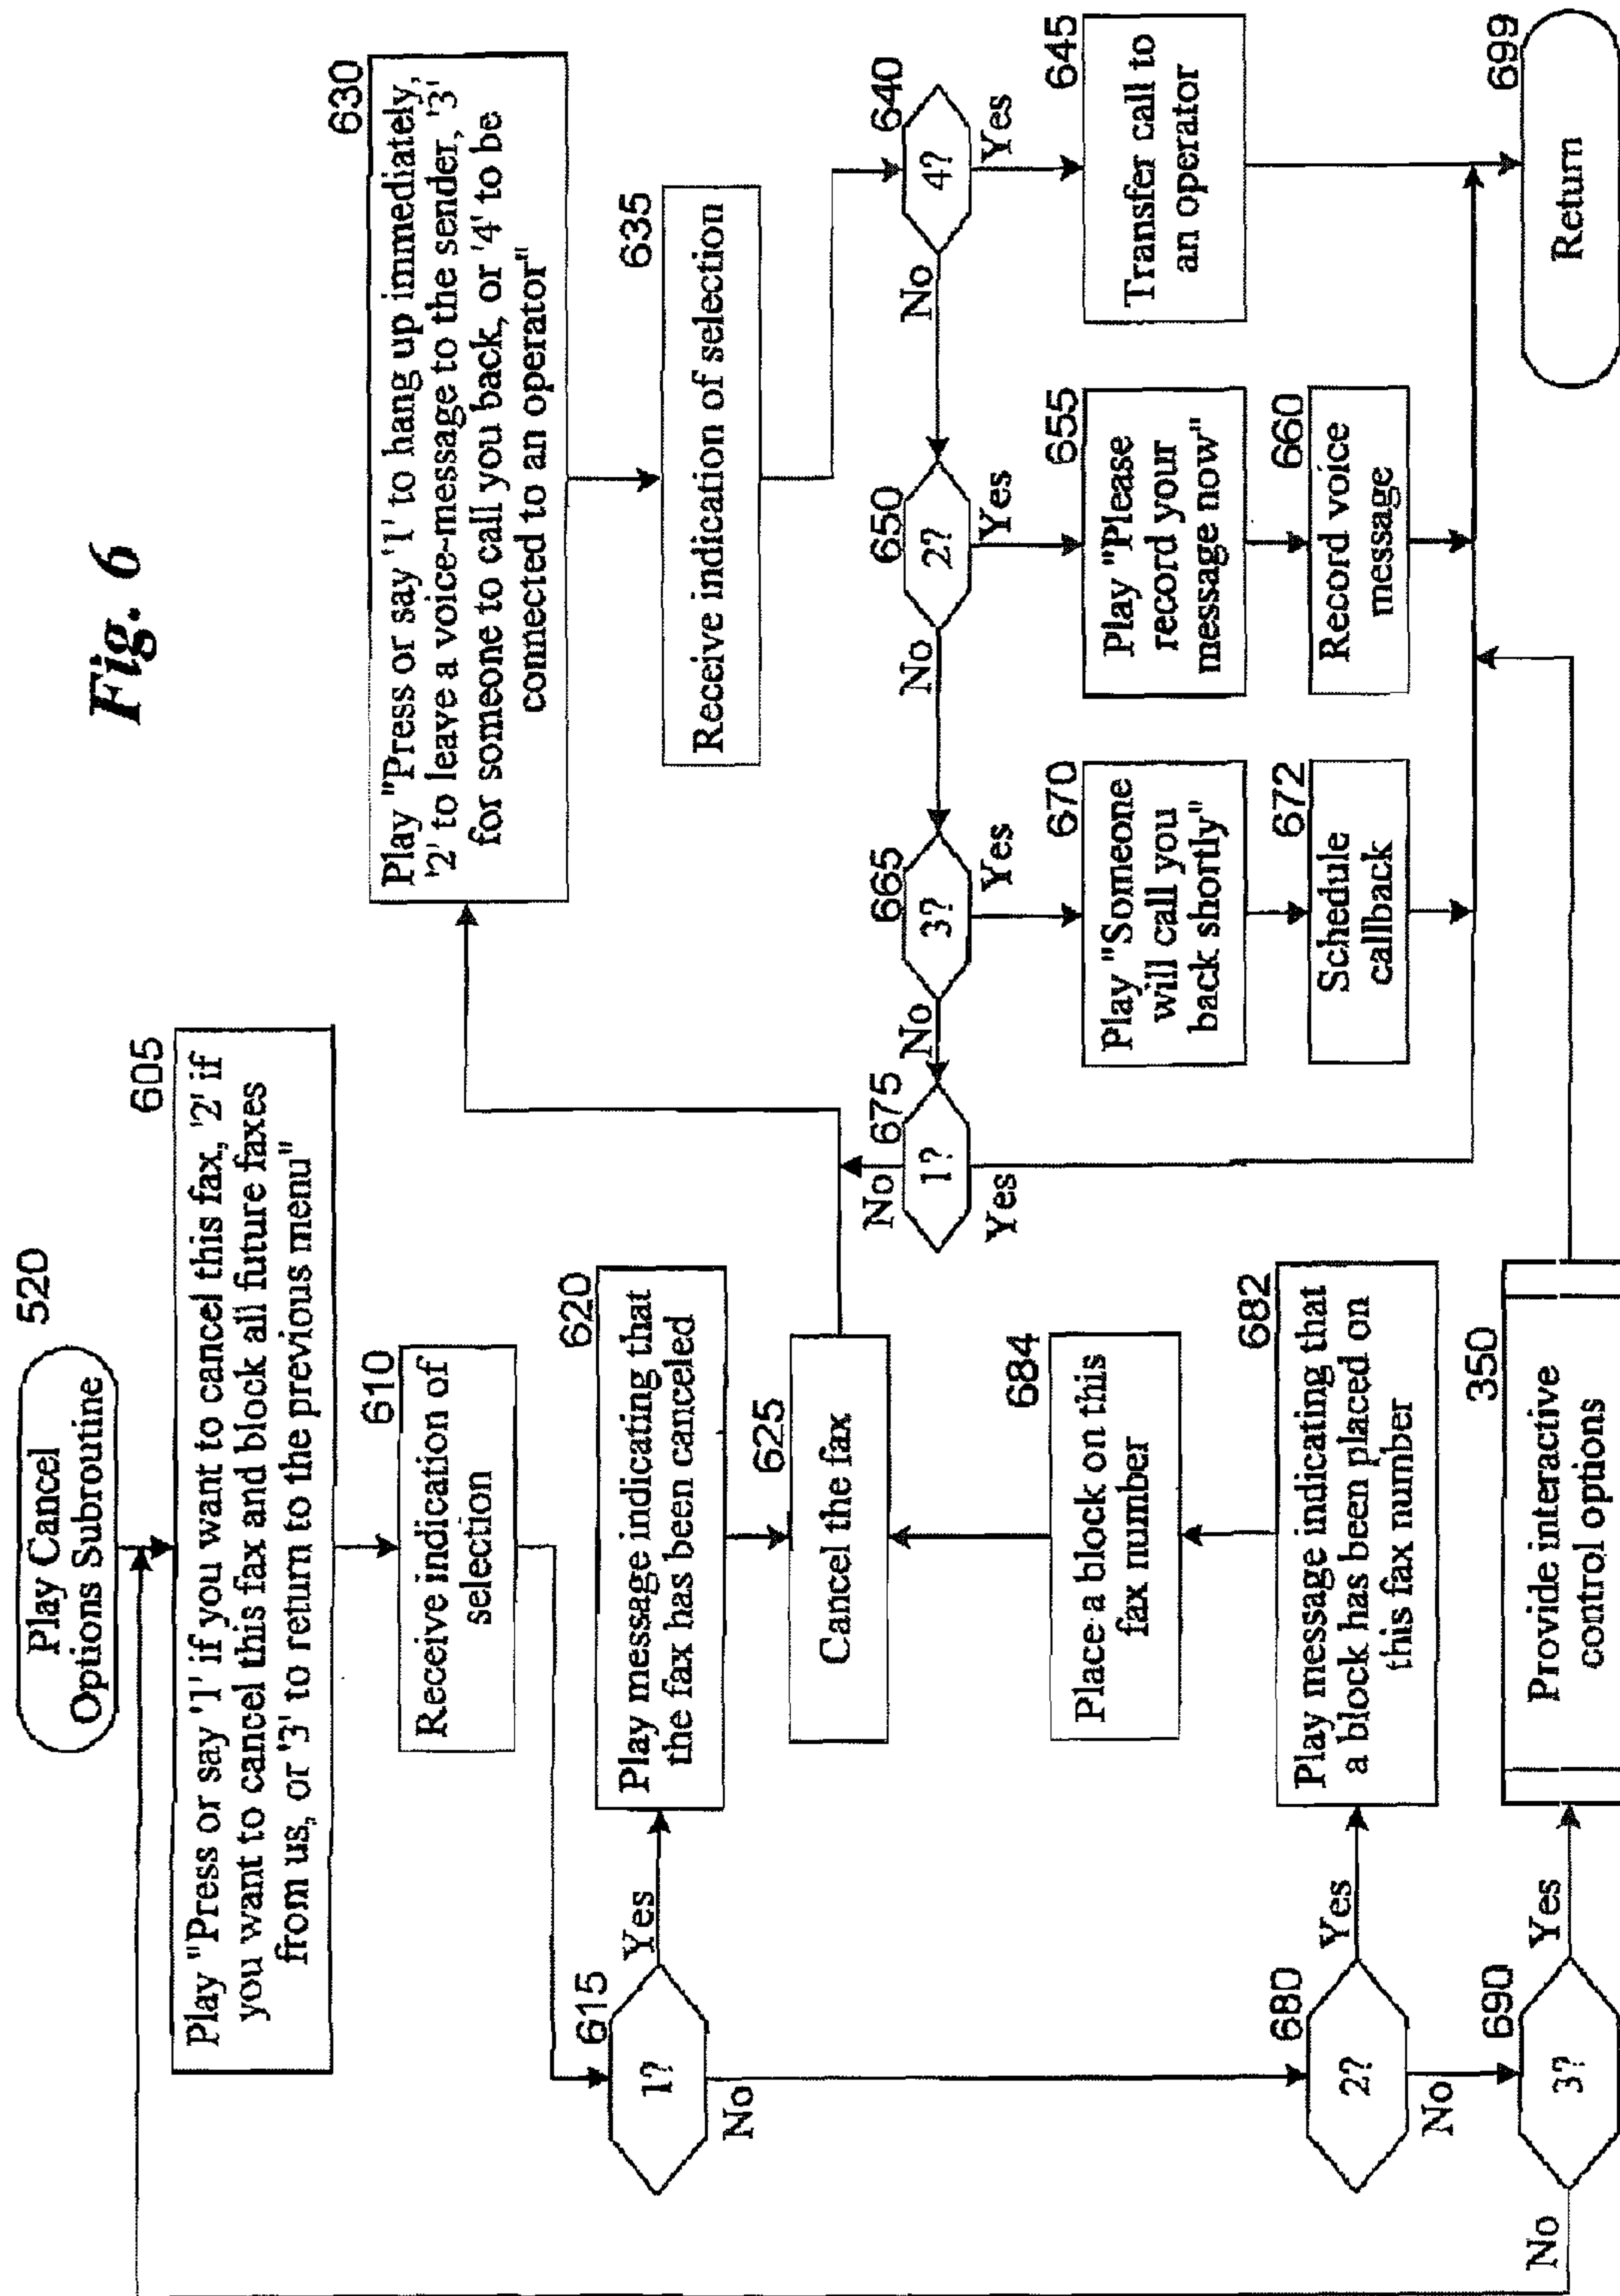 Fig. 6
Play Cancel
Options Subroutine
520
605
Play "Press or say '1' if you want to cancel this fax, '2' if
you want to cancel this fax and block all future faxes
from us, or '3' to return to the previous menu"
610
Receive indication of
selection
615
1?
Yes
No
620
Play message indicating that
the fax has been canceled
625
Cancel the fax
684
Place a block on this
fax number
680
2?
Yes
No
682
Play message indicating that
a block has been placed on
this fax number
690
3?
Yes
No
350
Provide interactive
control options
630
Play "Press or say '1' to hang up immediately,
'2' to leave a voice-message to the sender, '3'
for someone to call you back, or '4' to be
connected to an operator"
635
Receive indication of selection
640
4?
Yes
No
645
Transfer call to
an operator
650
2?
Yes
No
655
Play "Please
record your
message now"
660
Record voice
message
665
3?
Yes
No
670
Play "Someone
will call you
back shortly"
672
Schedule
callback
675
1?
No
Yes
699
Return